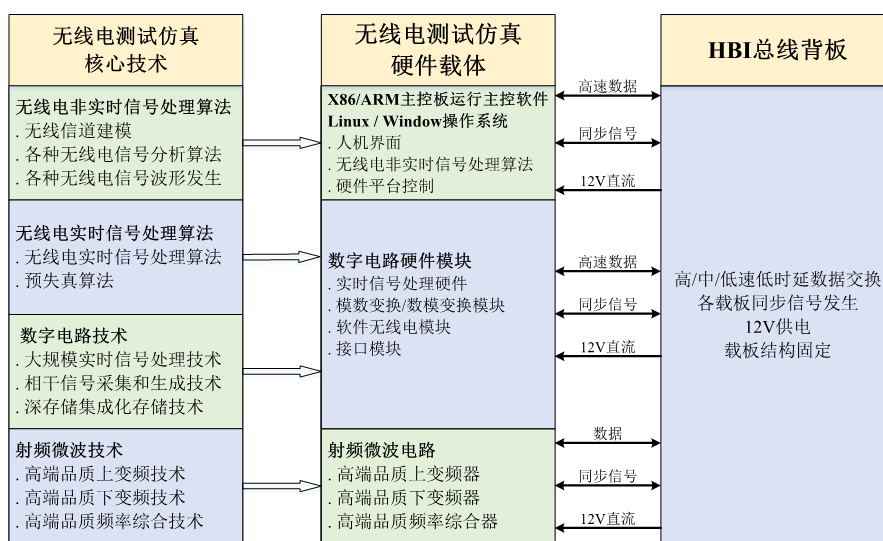 无线电测试仿真
核心技术
无线电非实时信号处理算法
. 无线信道建模
. 各种无线电信号分析算法
. 各种无线电信号波形发生
无线电实时信号处理算法
. 无线电实时信号处理算法
. 预失真算法
数字电路技术
. 大规模实时信号处理技术
. 相干信号采集和生成技术
. 深存储集成化存储技术
射频微波技术
. 高端品质上变频技术
. 高端品质下变频技术
. 高端品质频率综合技术
无线电测试仿真
硬件载体
X86/ARM主控板运行主控软件
Linux / Window操作系统
. 人机界面
. 无线电非实时信号处理算法
. 硬件平台控制
数字电路硬件模块
. 实时信号处理硬件
. 模数变换/数模变换模块
. 软件无线电模块
. 接口模块
射频微波电路
. 高端品质上变频器
. 高端品质下变频器
. 高端品质频率综合器
高速数据
同步信号
12V直流
高速数据
同步信号
12V直流
数据
同步信号
12V直流
HBI总线背板
高/中/低速低时延数据交换
各载板同步信号发生
12V供电
载板结构固定